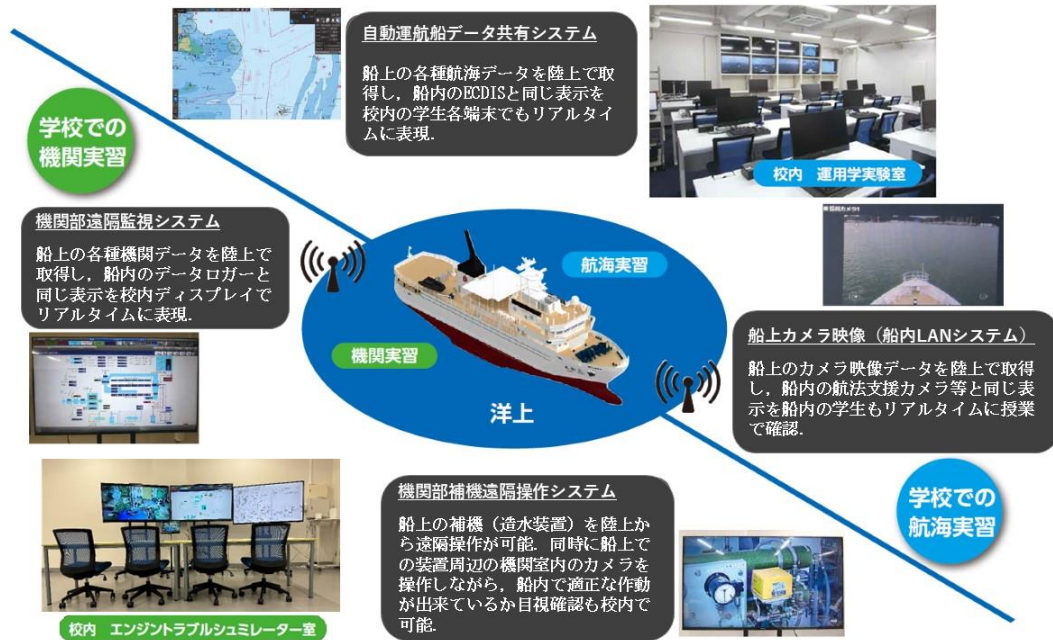 自動運航船データ共有システム
船上の各種航海データを陸上で取
得し，船内のECDISと同じ表示を
校内の学生各端末でもリアルタイ
ムに表現．
校内　運用学実験室
学校での
機関実習
機関部遠隔監視システム
船上の各種機関データを陸上で
取得し，船内のデータロガーと
同じ表示を校内ディスプレイで
リアルタイムに表現．
航海実習
機関実習
洋上
船上カメラ映像（船内LANシステム）
船上のカメラ映像データを陸上で取得
し，船内の航法支援カメラ等と同じ表
示を船内の学生もリアルタイムに授業
で確認．
学校での
航海実習
機関部補機遠隔操作システム
船上の補機（造水装置）を陸上か
ら遠隔操作が可能．同時に船上で
の装置周辺の機関室内のカメラを
操作しながら，船内で適正な作動
が出来ているか目視確認も校内で
可能．
校内　エンジントラブルシュミレーター室